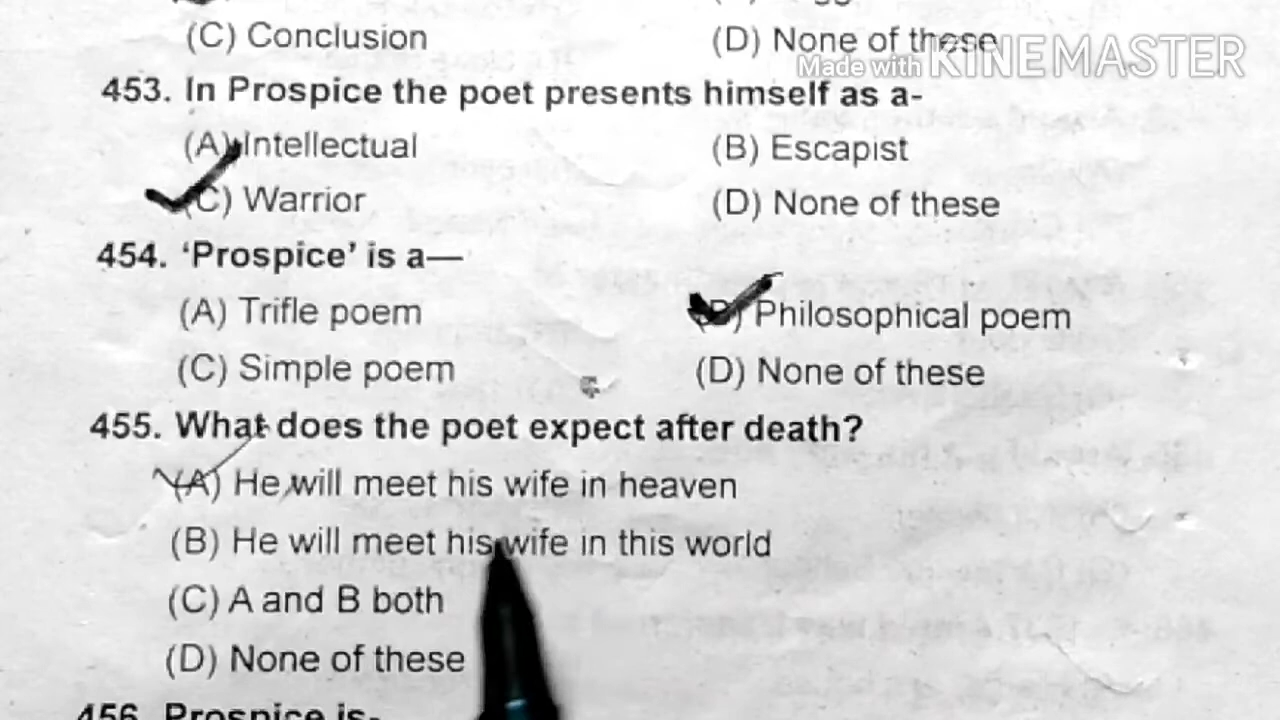 (C) Conclusion (D) None of these
Made with KINEMASTER
453. In Prospice the poet presents himself as a-
(A) Intellectual (B) Escapist
(C) Warrior (D) None of these
454. ‘Prospice’ is a—
(A) Trifle poem (B) Philosophical poem
(C) Simple poem (D) None of these
455. What does the poet expect after death?
(A) He will meet his wife in heaven
(B) He will meet his wife in this world
(C) A and B both
(D) None of these
456. Prospice is-